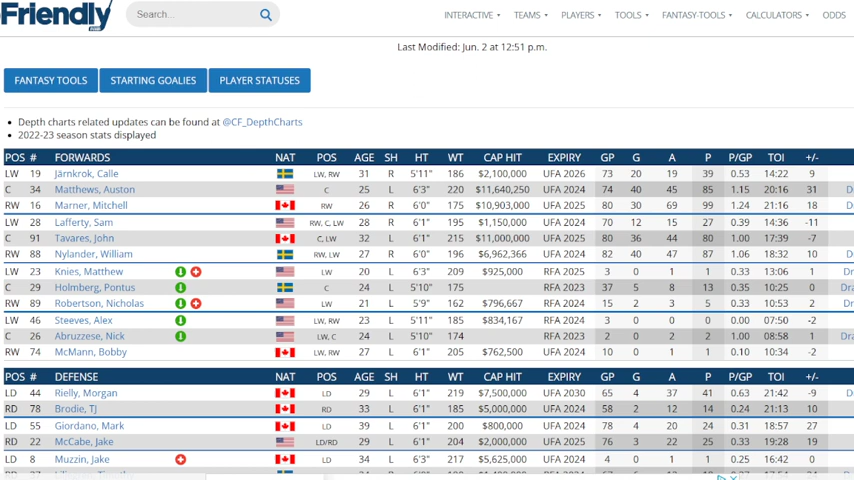 Friendly
Search...
INTERACTIVE TEAMS PLAYERS TOOLS FANTASY-TOOLS CALCULATORS ODDS
Last Modified: Jun. 2 at 12:51 p.m.
FANTASY TOOLS STARTING GOALIES PLAYER STATUSES
Depth charts related updates can be found at @CF_DepthCharts
2022-23 season stats displayed
POS # FORWARDS NAT POS AGE SH HT WT CAP HIT EXPIRY GP G A P P/GP TOI +/-
LW 19 Järnkrok, Calle LW, RW 31 R 5'11" 186 $2,100,000 UFA 2026 73 20 19 39 0.53 14:22 9
C 34 Matthews, Auston C 25 L 6'3" 220 $11,640,250 UFA 2024 74 40 45 85 1.15 20:16 31 D
RW 16 Marner, Mitchell RW 26 R 6'0" 175 $10,903,000 UFA 2025 80 30 69 99 1.24 21:16 18 D
LW 28 Lafferty, Sam RW, C, LW 28 R 6'1" 195 $1,150,000 UFA 2024 70 12 15 27 0.39 14:36 -11
C 91 Tavares, John C, LW 32 L 6'1" 215 $11,000,000 UFA 2025 80 36 44 80 1.00 17:39 -7
RW 88 Nylander, William RW, LW 27 R 6'0" 196 $6,962,366 UFA 2024 82 40 47 87 1.06 18:32 10 D
LW 23 Knies, Matthew LW 20 L 6'3" 209 $925,000 RFA 2025 3 0 1 1 0.33 13:06 1 D
C 29 Holmberg, Pontus C 24 L 5'10" 175 RFA 2023 37 5 8 13 0.35 10:25 0 Dra
RW 89 Robertson, Nicholas LW 21 L 5'9" 162 $796,667 RFA 2024 15 2 3 5 0.33 10:53 2 D
LW 46 Steeves, Alex LW, RW 23 L 5'11" 185 $834,167 RFA 2024 3 0 0 0 0.00 07:50 -2
C 26 Abruzzese, Nick LW, C 24 L 5'10" 174 RFA 2023 2 0 2 2 1.00 08:58 1 Dra
RW 74 McMann, Bobby LW, RW 27 L 6'1" 205 $762,500 UFA 2024 10 0 1 1 0.10 10:34 -2
POS # DEFENSE NAT POS AGE SH HT WT CAP HIT EXPIRY GP G A P P/GP TOI +/-
LD 44 Rielly, Morgan LD 29 L 6'1" 219 $7,500,000 UFA 2030 65 4 37 41 0.63 21:42 -9 D
RD 78 Brodie, TJ RD 33 L 6'1" 185 $5,000,000 UFA 2024 58 2 12 14 0.24 21:13 10
LD 55 Giordano, Mark LD 39 L 6'1" 200 $800,000 UFA 2024 78 4 20 24 0.31 18:57 27
RD 22 McCabe, Jake LD/RD 29 L 6'1" 204 $2,000,000 UFA 2025 76 3 22 25 0.33 19:28 19
LD 8 Muzzin, Jake LD 34 L 6'3" 217 $5,625,000 UFA 2024 4 0 1 1 0.25 16:42 0